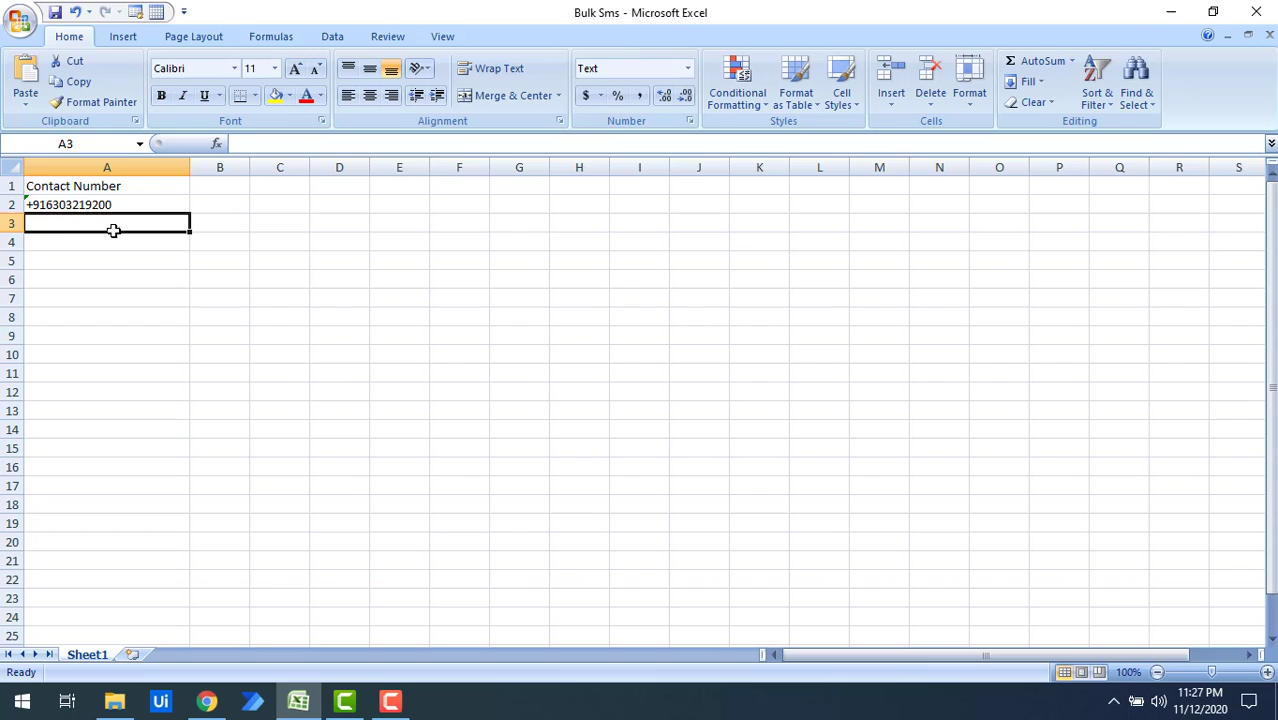 Bulk Sms - Microsoft Excel
Home Insert Page Layout Formulas Data Review View
Paste
Cut
Copy
Format Painter
Clipboard
Calibri 11
B I U
Font
Wrap Text
Merge & Center
Alignment
Text
$ % ,
Number
Conditional Formatting
Format as Table
Cell Styles
Styles
Insert
Delete
Format
Cells
Σ AutoSum
Fill
Clear
Sort & Filter
Find & Select
Editing
A3 fx
A B C D E F G H I J K L M N O P Q R S
1 Contact Number
2 +916303219200
3
4
5
6
7
8
9
10
11
12
13
14
15
16
17
18
19
20
21
22
23
24
25
Sheet1
Ready 100%
Ui 11:27 PM
11/12/2020